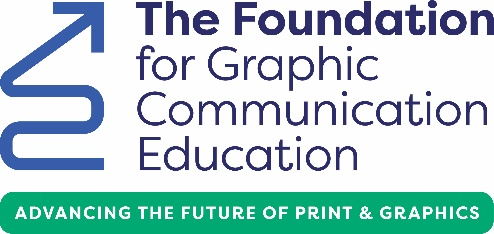 The Foundation
for Graphic
Communication
Education
ADVANCING THE FUTURE OF PRINT & GRAPHICS